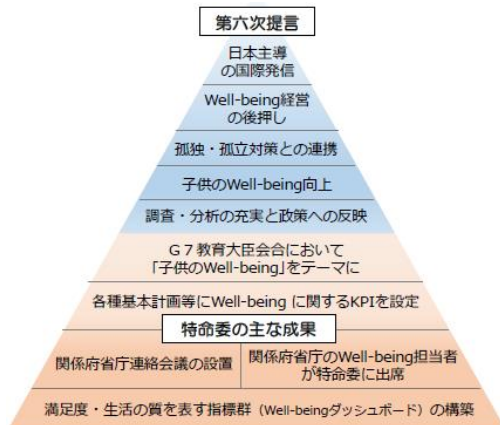 第六次提言
日本主導
の国際発信
Well-being経営
の後押し
孤独・孤立対策との連携
子供のWell-being向上
調査・分析の充実と政策への反映
G７教育大臣会合において
「子供のWell-being」をテーマに
各種基本計画等にWell-being に関するKPIを設定
特命委の主な成果
関係府省庁連絡会議の設置
関係府省庁のWell-being担当者
が特命委に出席
満足度・生活の質を表す指標群（Well-beingダッシュボード）の構築